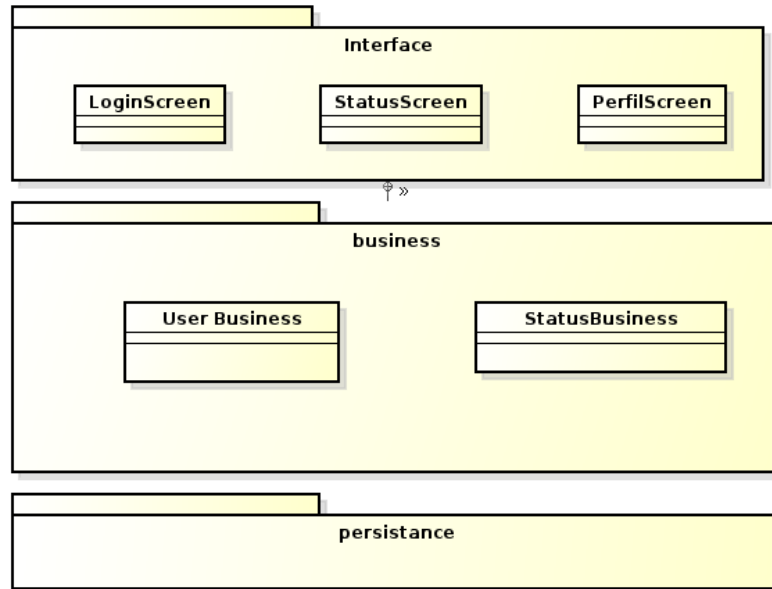 Interface
LoginScreen StatusScreen PerfilScreen
»
business
User Business StatusBusiness
persistance